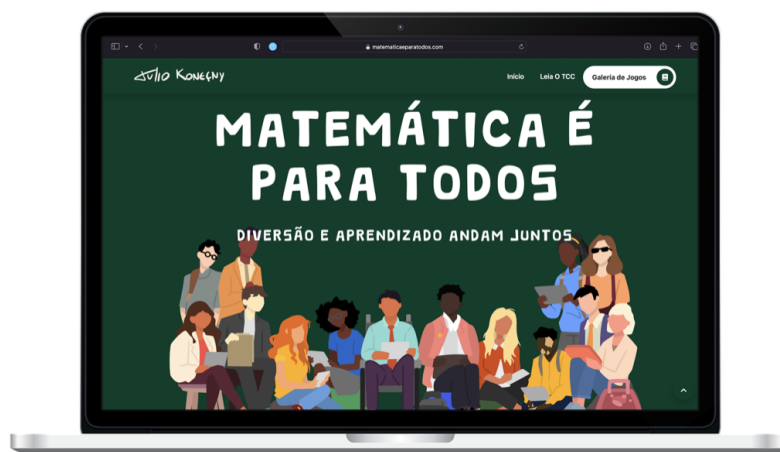 matematicaeparatodos.com
Julio Konegny
Início Leia O TCC Galeria de Jogos
MATEMÁTICA É
PARA TODOS
DIVERSÃO E APRENDIZADO ANDAM JUNTOS